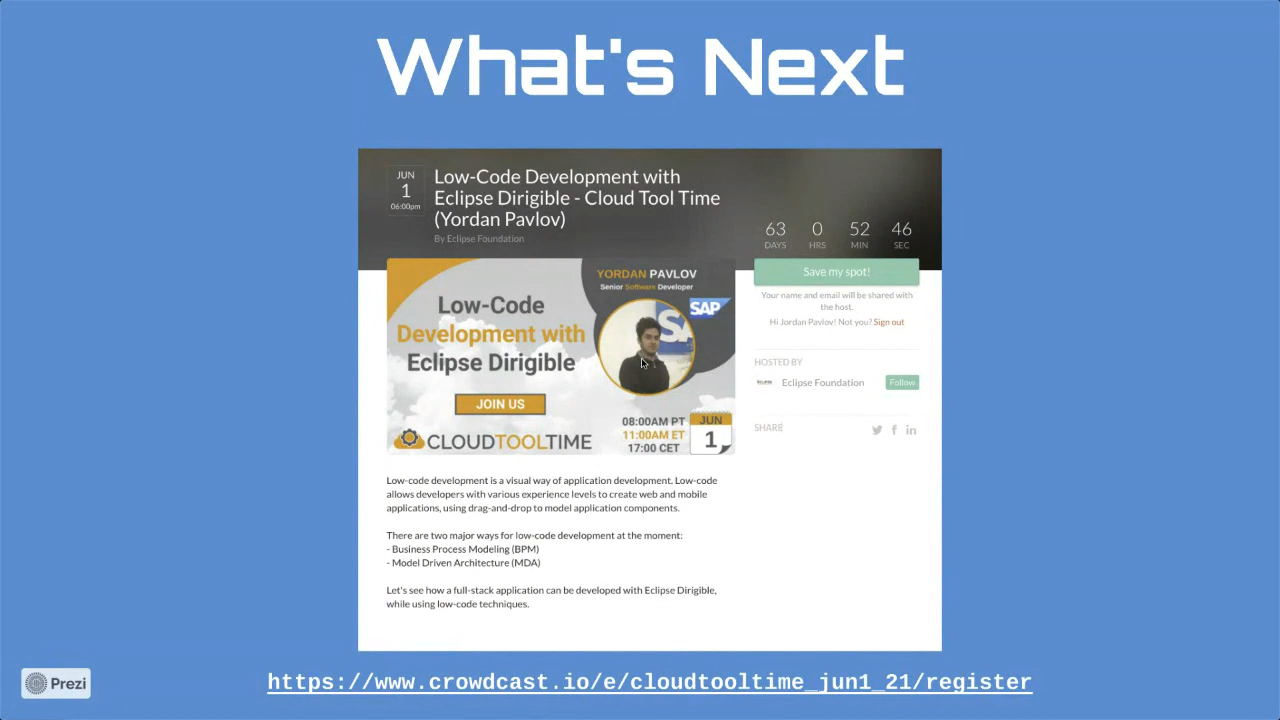 What's Next
JUN
1
06:00pm
Low-Code Development with
Eclipse Dirigible - Cloud Tool Time
(Yordan Pavlov)
By Eclipse Foundation
63 0 52 46
DAYS HRS MIN SEC
Save my spot!
Your name and email will be shared with
the host.
Hi Jordan Pavlov! Not you? Sign out
HOSTED BY
Eclipse Foundation
Follow
SHARE
YORDAN PAVLOV
Senior Software Developer
SAP
Low-Code
Development with
Eclipse Dirigible
JOIN US
CLOUDTOOLTIME
08:00AM PT
11:00AM ET
17:00 CET
JUN
1
Low-code development is a visual way of application development. Low-code
allows developers with various experience levels to create web and mobile
applications, using drag-and-drop to model application components.
There are two major ways for low-code development at the moment:
- Business Process Modeling (BPM)
- Model Driven Architecture (MDA)
Let's see how a full-stack application can be developed with Eclipse Dirigible,
while using low-code techniques.
Prezi
https://www.crowdcast.io/e/cloudtooltime_jun1_21/register